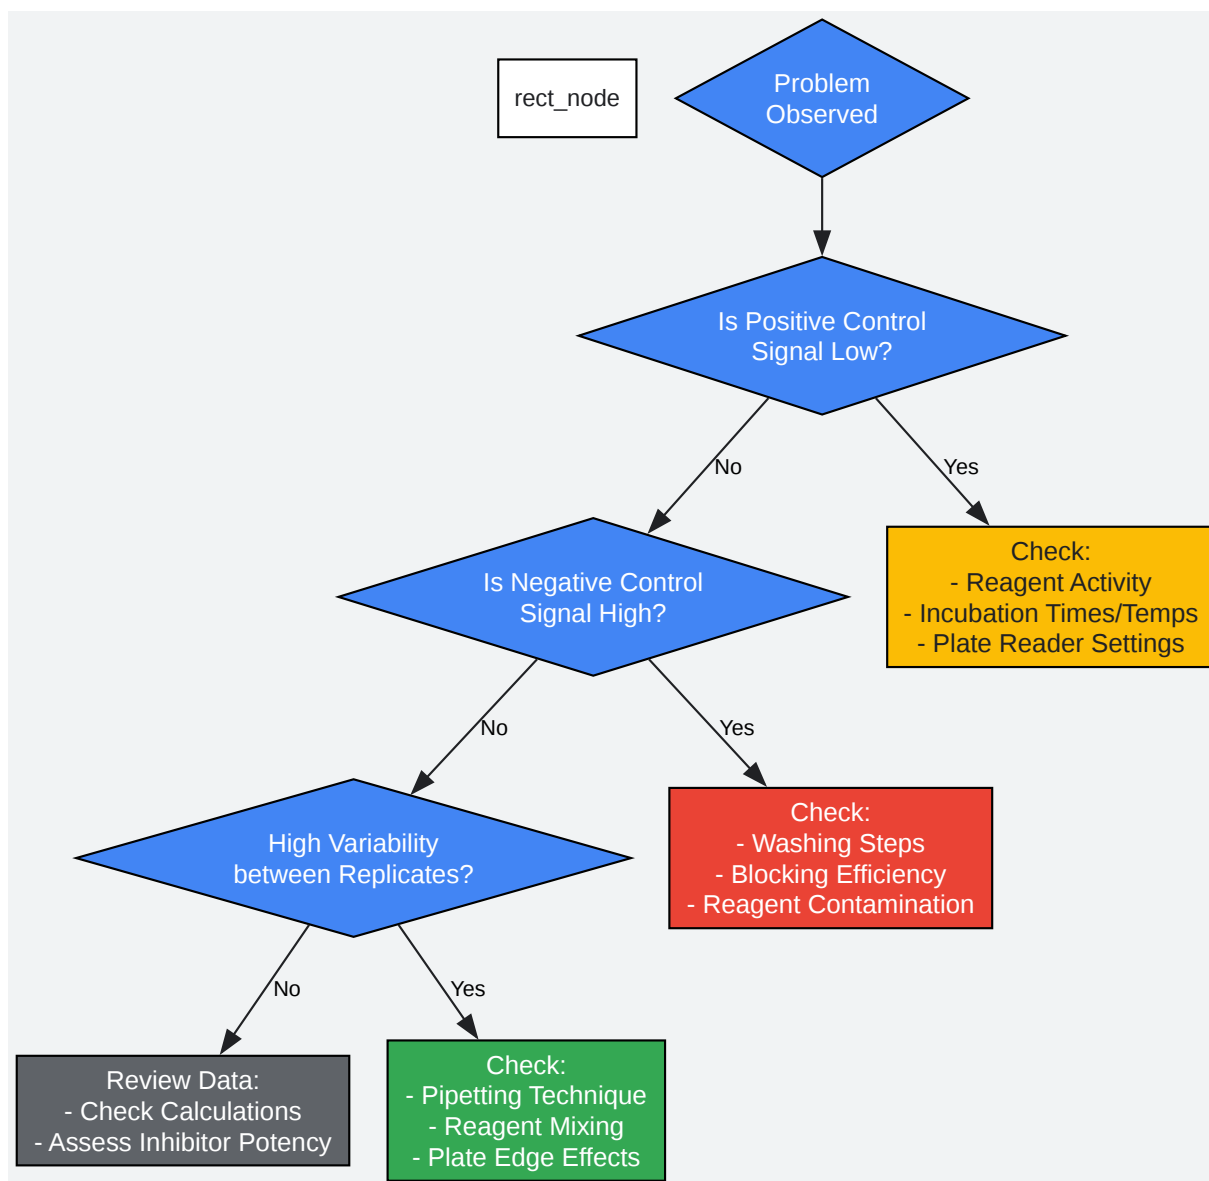 rect_node
Problem
Observed
Is Positive Control
Signal Low?
No
Yes
Is Negative Control
Signal High?
Check:
- Reagent Activity
- Incubation Times/Temps
- Plate Reader Settings
No
Yes
High Variability
between Replicates?
Check:
- Washing Steps
- Blocking Efficiency
- Reagent Contamination
No
Yes
Review Data:
- Check Calculations
- Assess Inhibitor Potency
Check:
- Pipetting Technique
- Reagent Mixing
- Plate Edge Effects